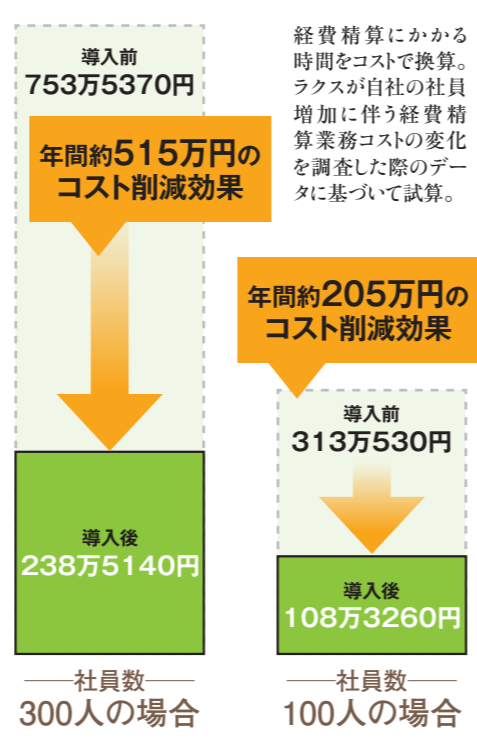 経費精算にかかる
時間をコストで換算。
ラクスが自社の社員
増加に伴う経費精
算業務コストの変化
を調査した際のデー
タに基づいて試算。
導入前
753万5370円
年間約515万円の
コスト削減効果
導入後
238万5140円
社員数
300人の場合
年間約205万円の
コスト削減効果
導入前
313万530円
導入後
108万3260円
社員数
100人の場合